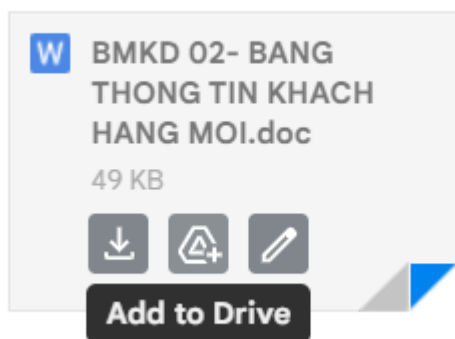 W
BMKD 02- BANG
THONG TIN KHACH
HANG MOI.doc
49 KB
Add to Drive